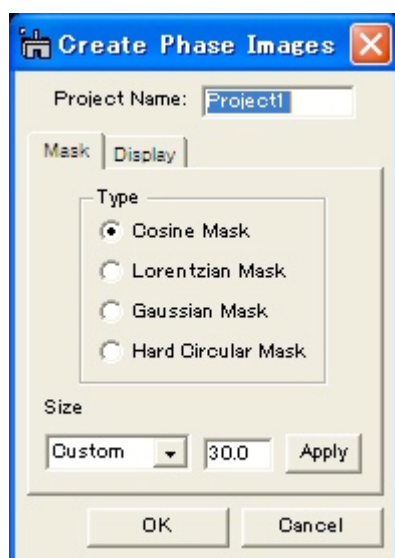 Create Phase Images
Project Name: Project1
Mask Display
Type
Cosine Mask
Lorentzian Mask
Gaussian Mask
Hard Circular Mask
Size
Custom 30.0 Apply
OK Cancel